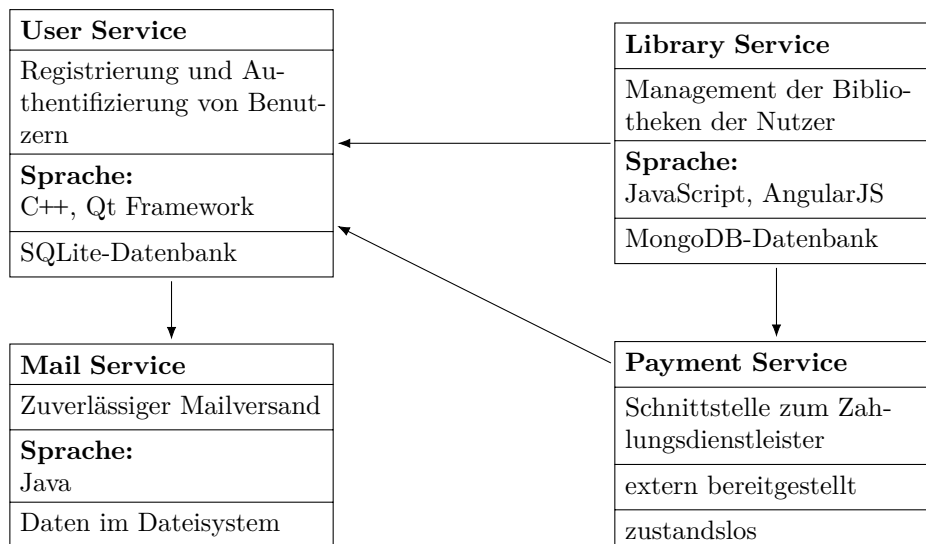 User Service
Registrierung und Au-
thentifizierung von Benut-
zern
Sprache:
C++, Qt Framework
SQLite-Datenbank
Library Service
Management der Biblio-
theken der Nutzer
Sprache:
JavaScript, AngularJS
MongoDB-Datenbank
Mail Service
Zuverlässiger Mailversand
Sprache:
Java
Daten im Dateisystem
Payment Service
Schnittstelle zum Zah-
lungsdienstleister
extern bereitgestellt
zustandslos